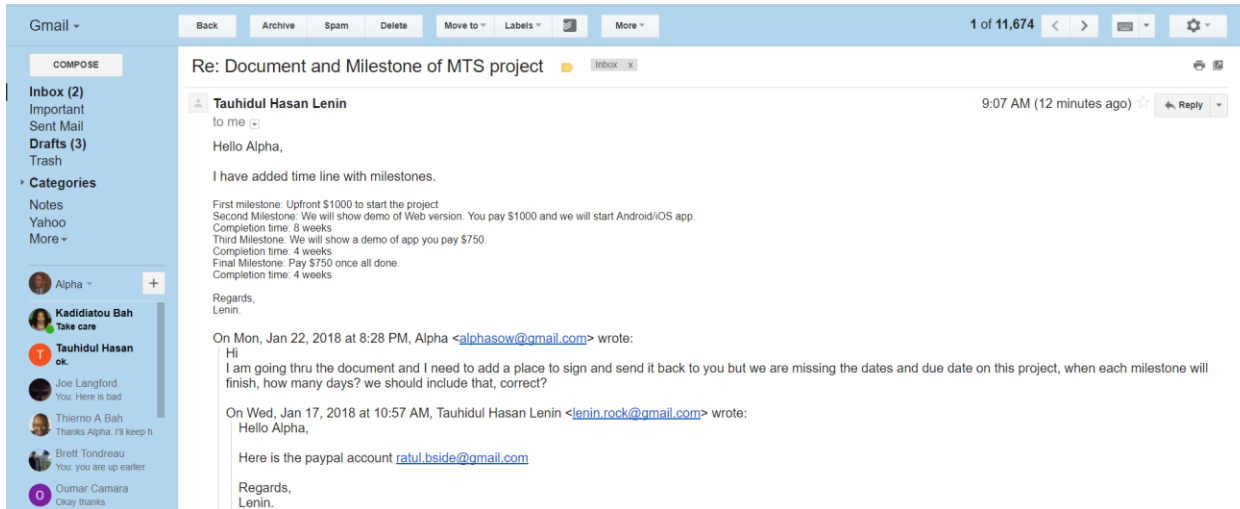 Gmail
Back
Archive
Spam
Delete
Move to
Labels
More
1 of 11,674
COMPOSE
Inbox (2)
Important
Sent Mail
Drafts (3)
Trash
Categories
Notes
Yahoo
More
Alpha
+
Kadidiatou Bah
Take care
T
Tauhidul Hasan
ok.
Joe Langford
You: Here is bad
Thierno A Bah
Thanks Alpha. I'll keep h
Brett Tondreau
You: you are up earlier
O
Oumar Camara
Okay thanks
Re: Document and Milestone of MTS project
Inbox x
Tauhidul Hasan Lenin
9:07 AM (12 minutes ago)
Reply
to me
Hello Alpha,
I have added time line with milestones.
First milestone: Upfront $1000 to start the project
Second Milestone: We will show demo of Web version. You pay $1000 and we will start Android/iOS app.
Completion time: 8 weeks
Third Milestone: We will show a demo of app you pay $750.
Completion time: 4 weeks
Final Milestone: Pay $750 once all done.
Completion time: 4 weeks
Regards,
Lenin.
On Mon, Jan 22, 2018 at 8:28 PM, Alpha <alphasow@gmail.com> wrote:
Hi
I am going thru the document and I need to add a place to sign and send it back to you but we are missing the dates and due date on this project, when each milestone will
finish, how many days? we should include that, correct?
On Wed, Jan 17, 2018 at 10:57 AM, Tauhidul Hasan Lenin <lenin.rock@gmail.com> wrote:
Hello Alpha,
Here is the paypal account ratul.bside@gmail.com
Regards,
Lenin.